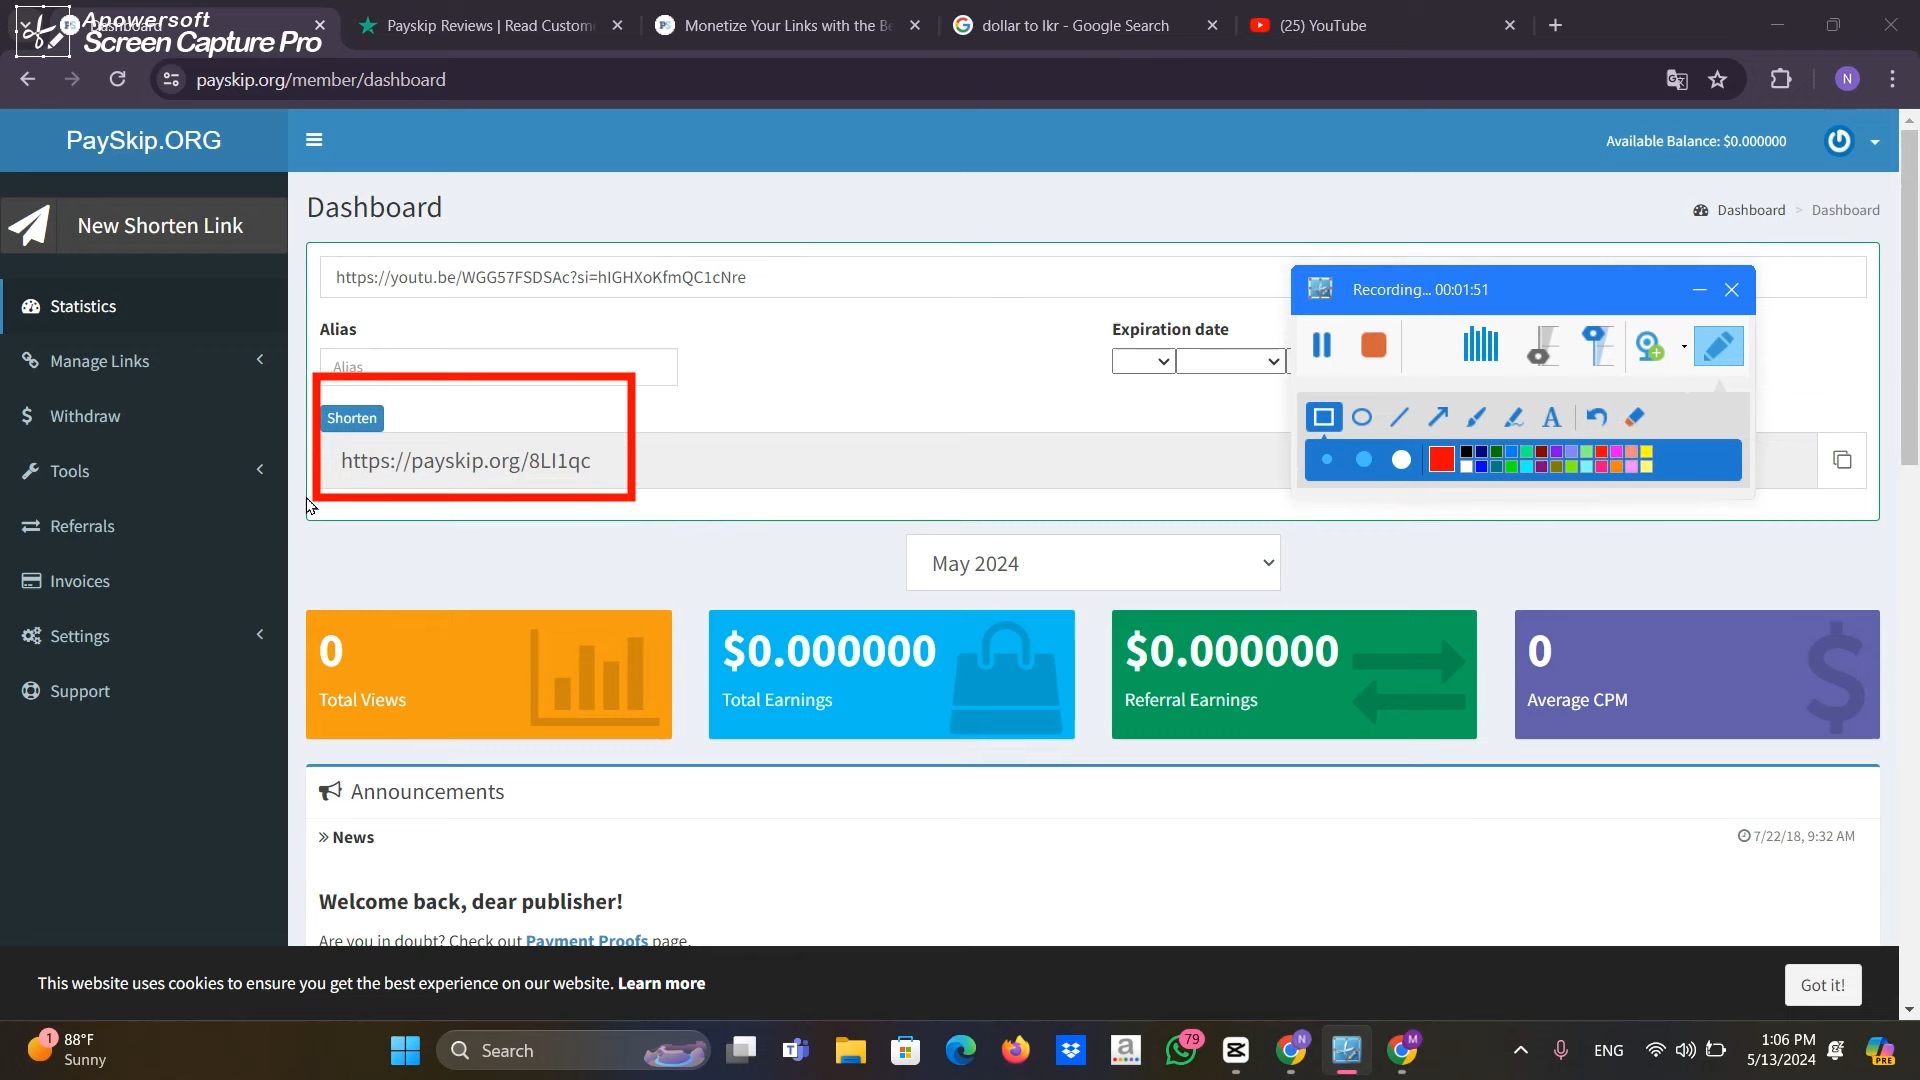 Apowersoft
Screen Capture Pro
Dashboard
Payskip Reviews | Read Custom
Monetize Your Links with the Be
dollar to lkr - Google Search
(25) YouTube
payskip.org/member/dashboard
N
PaySkip.ORG
Available Balance: $0.000000
New Shorten Link
Dashboard
Dashboard > Dashboard
Statistics
Manage Links
Withdraw
Tools
Referrals
Invoices
Settings
Support
https://youtu.be/WGG57FSDSAc?si=hIGHXoKfmQC1cNre
Alias
Expiration date
Alias
Shorten
https://payskip.org/8LI1qc
Recording... 00:01:51
A
May 2024
0
Total Views
$0.000000
Total Earnings
$0.000000
Referral Earnings
0
Average CPM
Announcements
» News
7/22/18, 9:32 AM
Welcome back, dear publisher!
Are you in doubt? Check out Payment Proofs page.
This website uses cookies to ensure you get the best experience on our website. Learn more
Got it!
1
88°F
Sunny
Search
79
N
M
ENG
1:06 PM
5/13/2024
PRE